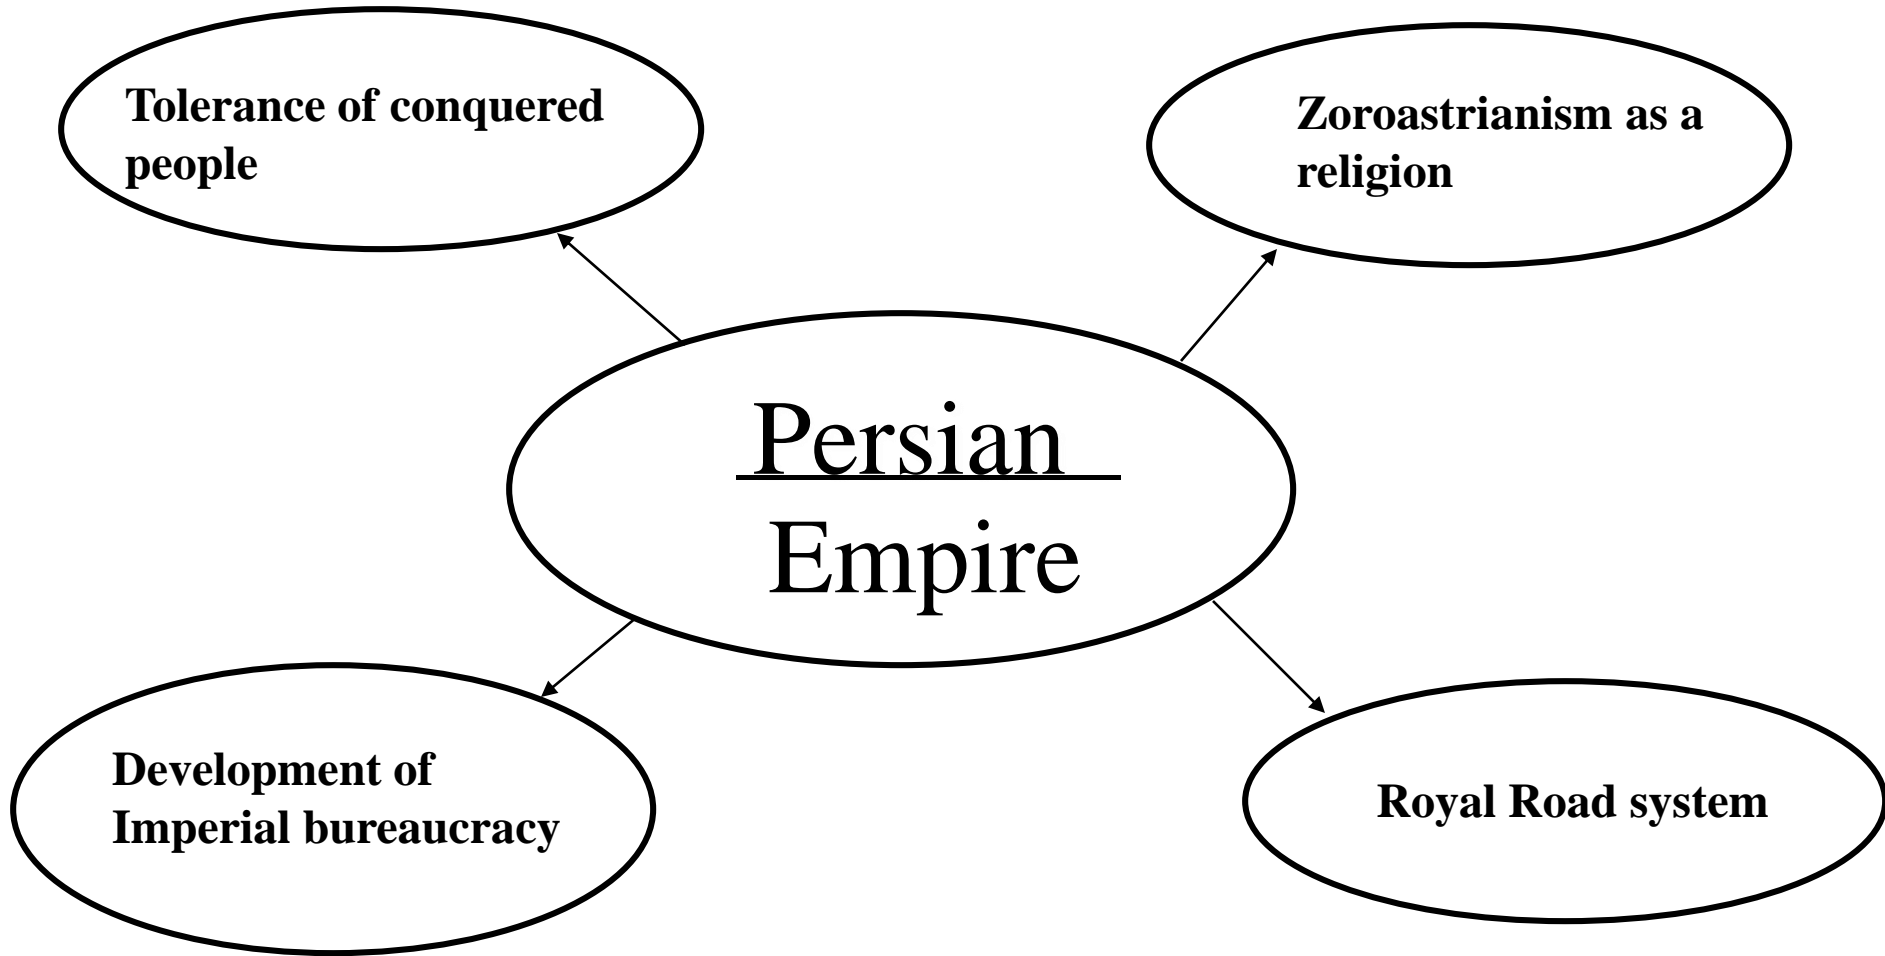 Tolerance of conquered
people
Zoroastrianism as a
religion
Persian
Empire
Development of
Imperial bureaucracy
Royal Road system